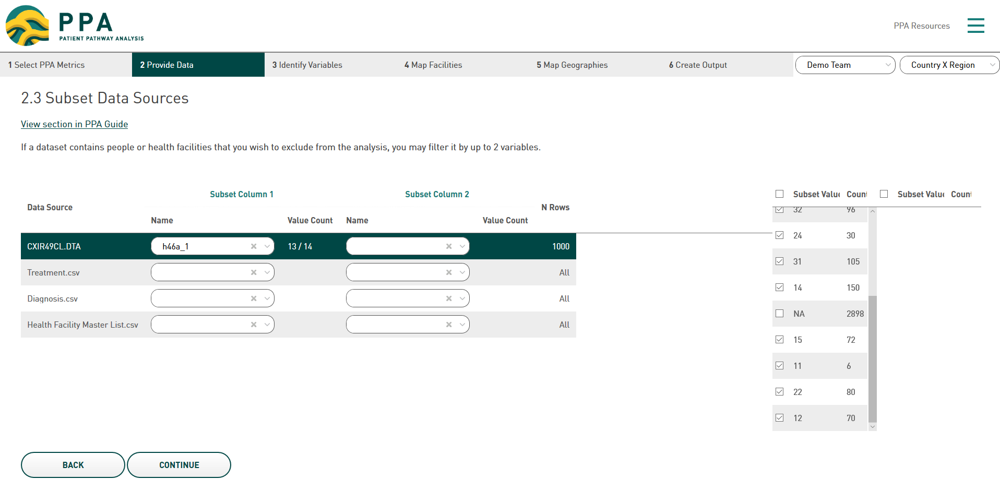 PPA
PATIENT PATHWAY ANALYSIS
PPA Resources
1 Select PPA Metrics
2 Provide Data
3 Identify Variables
4 Map Facilities
5 Map Geographies
6 Create Output
Demo Team
Country X Region
2.3 Subset Data Sources
View section in PPA Guide
If a dataset contains people or health facilities that you wish to exclude from the analysis, you may filter it by up to 2 variables.
Data Source
Subset Column 1
Subset Column 2
N Rows
Name
Value Count
Name
Value Count
CXIR49CL.DTA
h46a_1
13 / 14
1000
Treatment.csv
All
Diagnosis.csv
All
Health Facility Master List.csv
All
Subset Value
Count
Subset Value
Count
32 96
24 30
31 105
14 150
NA 2898
15 72
11 6
22 80
12 70
BACK
CONTINUE